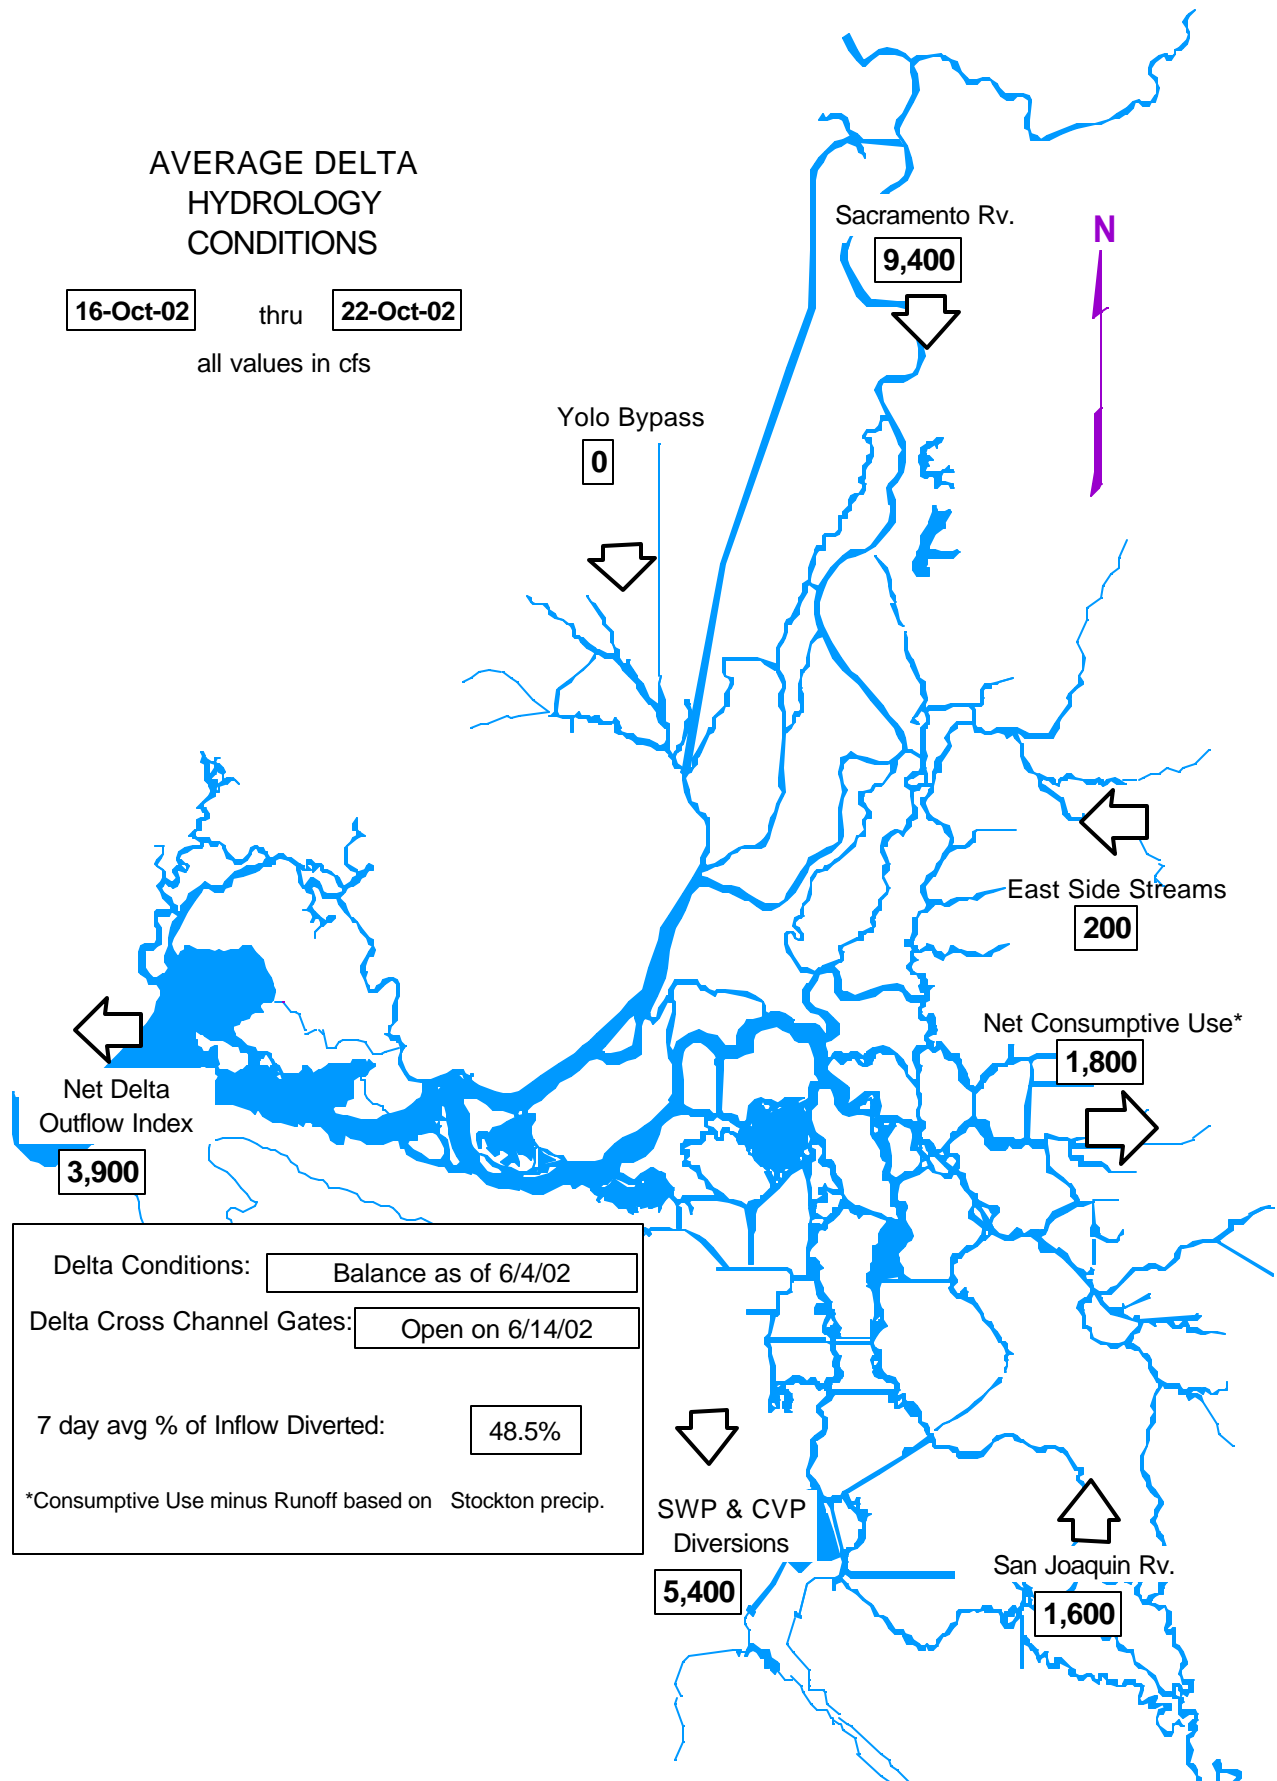 AVERAGE DELTA
HYDROLOGY
CONDITIONS
16-Oct-02 thru 22-Oct-02
all values in cfs
Sacramento Rv.
9,400
N
Yolo Bypass
0
East Side Streams
200
Net Consumptive Use*
1,800
Net Delta
Outflow Index
3,900
Delta Conditions: Balance as of 6/4/02
Delta Cross Channel Gates: Open on 6/14/02
7 day avg % of Inflow Diverted: 48.5%
*Consumptive Use minus Runoff based on Stockton precip.
SWP & CVP
Diversions
5,400
San Joaquin Rv.
1,600